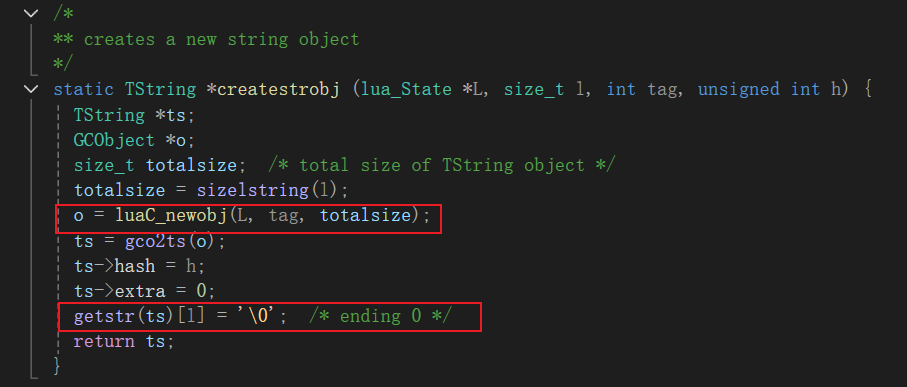 /*
** creates a new string object
*/
static TString *createstrobj (lua_State *L, size_t l, int tag, unsigned int h) {
TString *ts;
GCObject *o;
size_t totalsize;  /* total size of TString object */
totalsize = sizelstring(l);
o = luaC_newobj(L, tag, totalsize);
ts = gco2ts(o);
ts->hash = h;
ts->extra = 0;
getstr(ts)[l] = '\0';  /* ending 0 */
return ts;
}